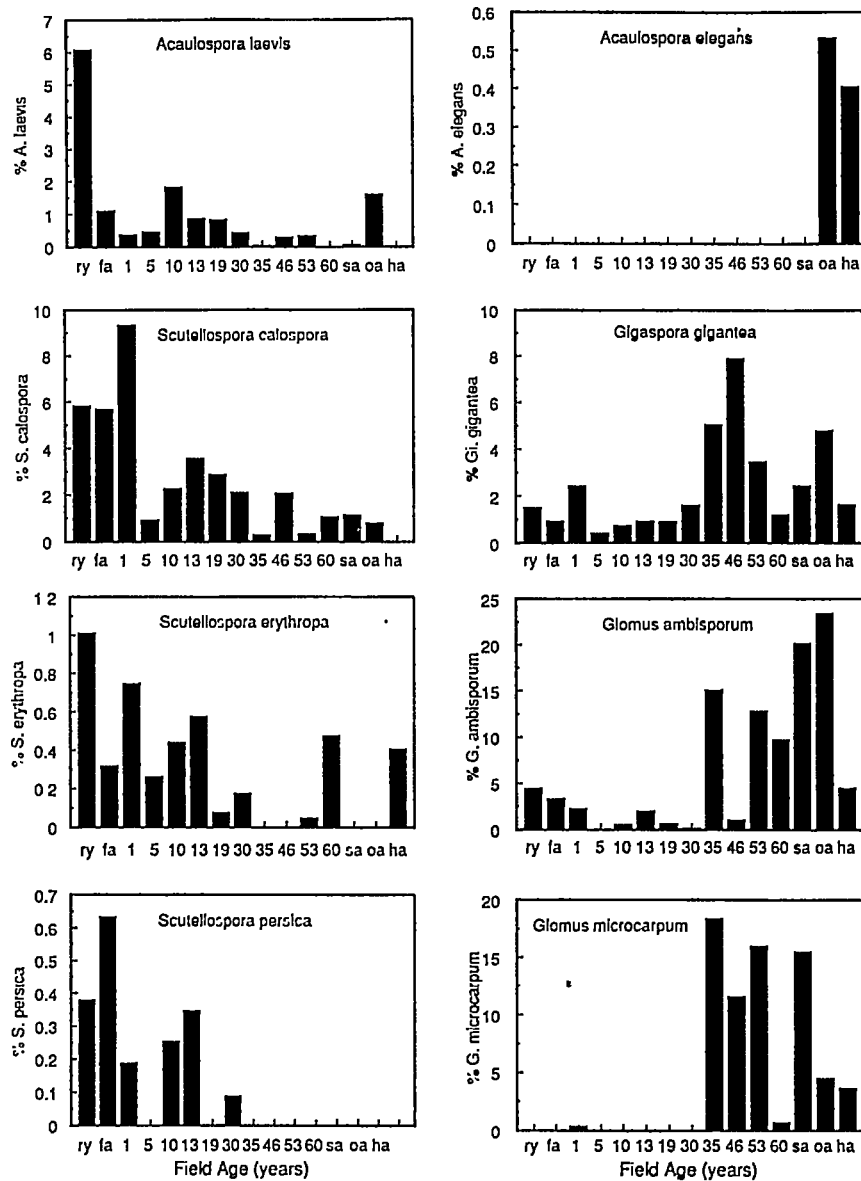 Acaulospora laevis
% A. laevis
7
6
5
4
3
2
1
0
ry fa 1 5 10 13 19 30 35 46 53 60 sa oa ha
Acaulospora elegans
% A. elegans
0.6
0.5
0.4
0.3
0.2
0.1
0
ry fa 1 5 10 13 19 30 35 46 53 60 sa oa ha
Scutellospora calospora
% S. calospora
10
8
6
4
2
0
ry fa 1 5 10 13 19 30 35 46 53 60 sa oa ha
Gigaspora gigantea
% Gi. gigantea
10
8
6
4
2
0
ry fa 1 5 10 13 19 30 35 46 53 60 sa oa ha
Scutellospora erythropa
% S. erythropa
1 2
1
0.8
0.6
0.4
0 2
0
ry fa 1 5 10 13 19 30 35 46 53 60 sa oa ha
Glomus ambisporum
% G. ambisporum
25
20
15
10
5
0
ry fa 1 5 10 13 19 30 35 46 53 60 sa oa ha
Scutellospora persica
% S. persica
0.7
0.6
0.5
0.4
0.3
0.2
0.1
0
ry fa 1 5 10 13 19 30 35 46 53 60 sa oa ha
Field Age (years)
Glomus microcarpum
% G. microcarpum
20
15
10
5
0
ry fa 1 5 10 13 19 30 35 46 53 60 sa oa ha
Field Age (years)